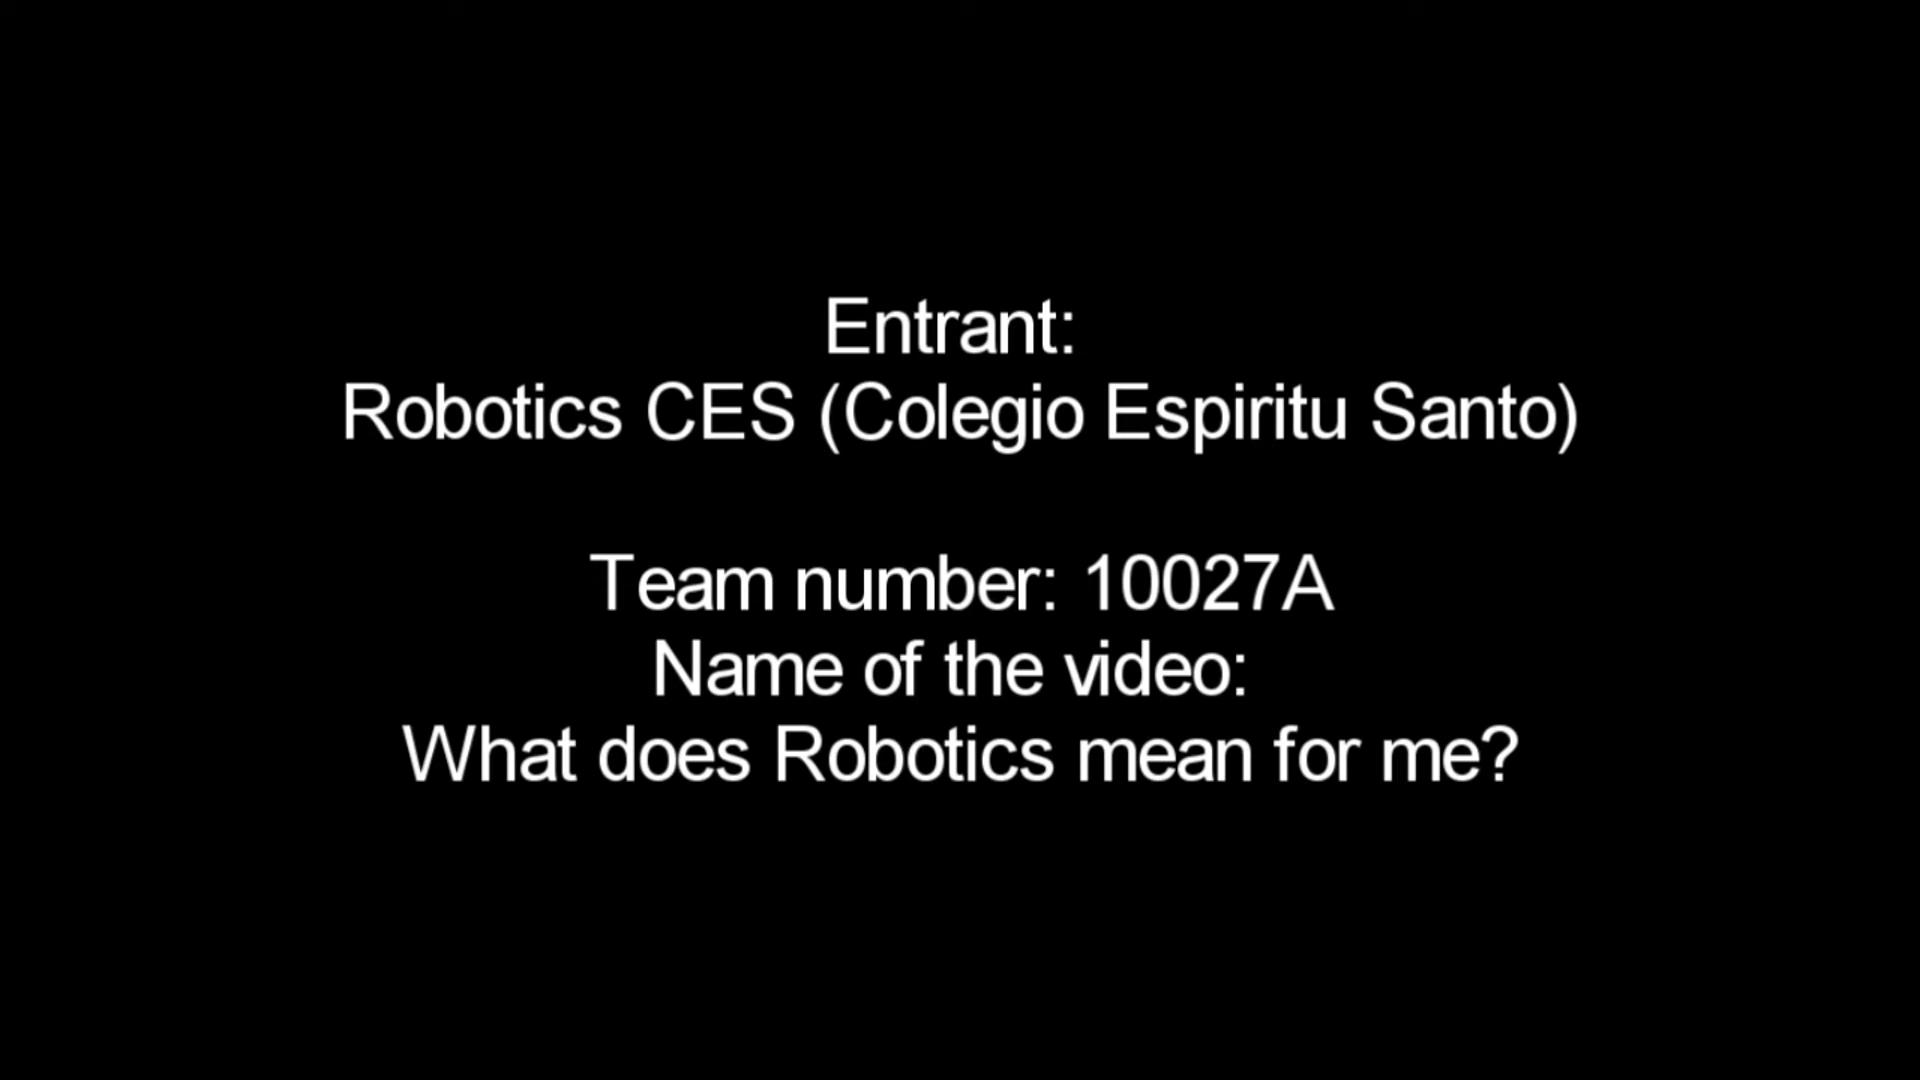 Entrant:
Robotics CES (Colegio Espiritu Santo)
Team number: 10027A
Name of the video:
What does Robotics mean for me?